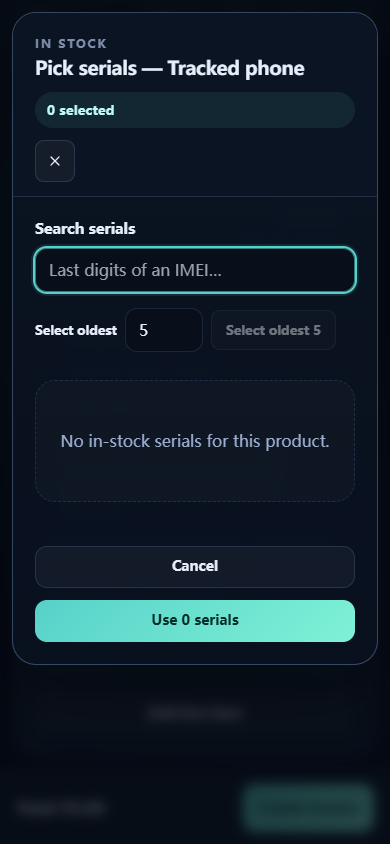 IN STOCK
Pick serials — Tracked phone
0 selected
×
Search serials
Last digits of an IMEI...
Select oldest 5 Select oldest 5
No in-stock serials for this product.
Cancel
Use 0 serials